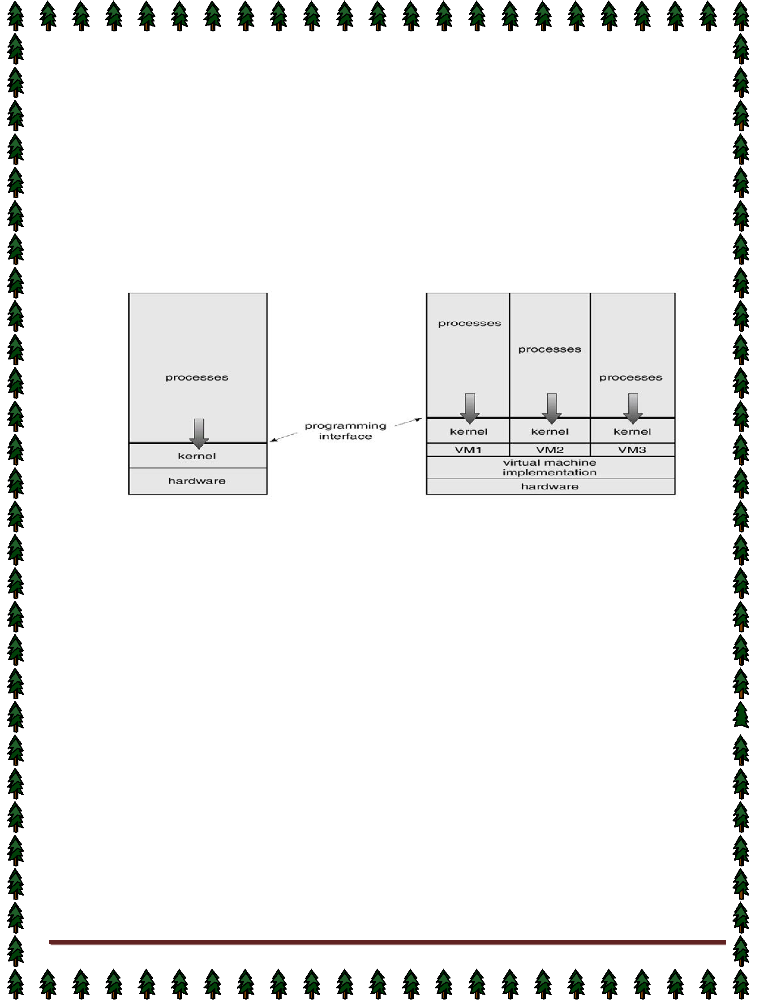 processes
kernel
hardware
programming
interface
processes
processes
processes
kernel
kernel
kernel
VM1
VM2
VM3
virtual machine
implementation
hardware